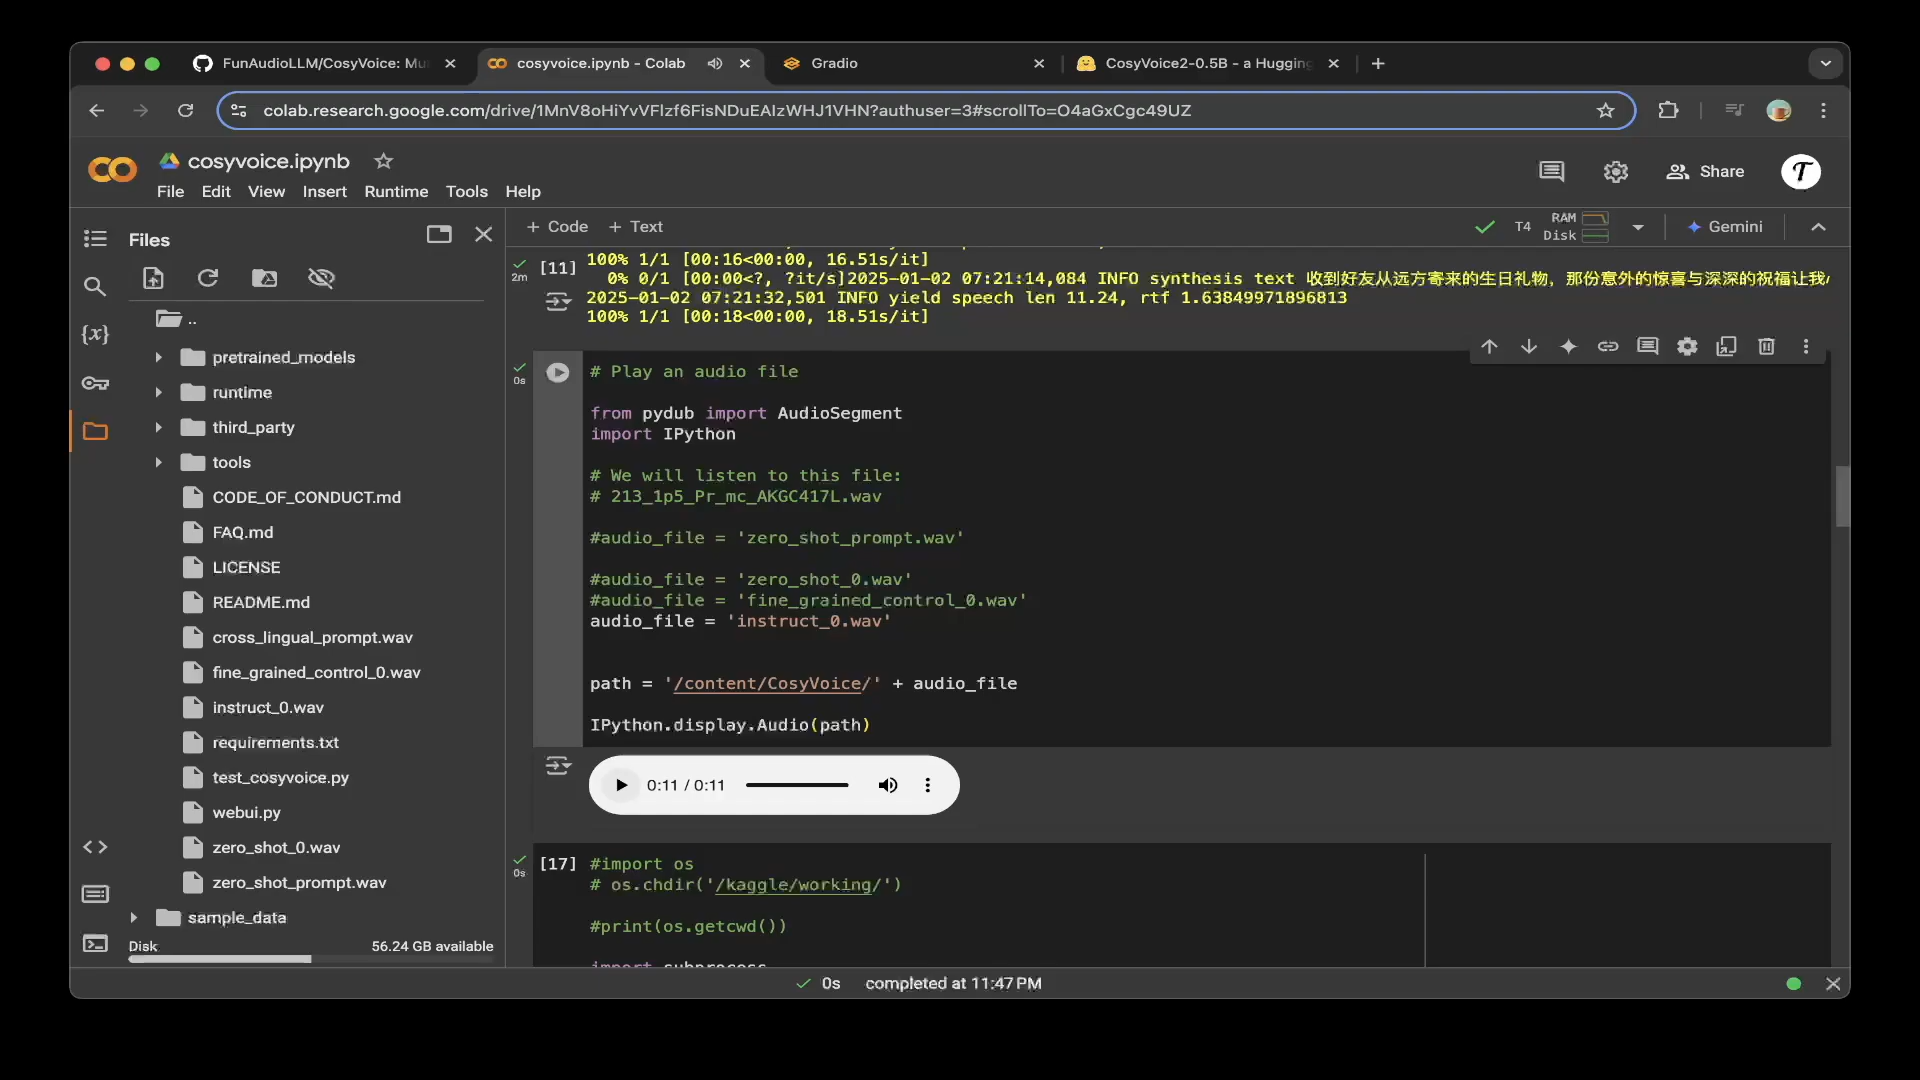 FunAudioLLM/CosyVoice: Mu
cosyvoice.ipynb - Colab
Gradio
CosyVoice2-0.5B - a Hugging
colab.research.google.com/drive/1MnV8oHiYvVFlzf6FisNDuEAIzWHJ1VHN?authuser=3#scrollTo=O4aGxCgc49UZ
cosyvoice.ipynb
File Edit View Insert Runtime Tools Help
Share
Files
+ Code + Text
T4
RAM
Disk
Gemini
..
pretrained_models
runtime
third_party
tools
CODE_OF_CONDUCT.md
FAQ.md
LICENSE
README.md
cross_lingual_prompt.wav
fine_grained_control_0.wav
instruct_0.wav
requirements.txt
test_cosyvoice.py
webui.py
zero_shot_0.wav
zero_shot_prompt.wav
sample_data
Disk 56.24 GB available
2m
[11]
100% 1/1 [00:16<00:00, 16.51s/it]
0% 0/1 [00:00<?, ?it/s]2025-01-02 07:21:14,084 INFO synthesis text 收到好友从远方寄来的生日礼物，那份意外的惊喜与深深的祝福让我
2025-01-02 07:21:32,501 INFO yield speech len 11.24, rtf 1.63849971896813
100% 1/1 [00:18<00:00, 18.51s/it]
0s
# Play an audio file
from pydub import AudioSegment
import IPython
# We will listen to this file:
# 213_1p5_Pr_mc_AKGC417L.wav
#audio_file = 'zero_shot_prompt.wav'
#audio_file = 'zero_shot_0.wav'
#audio_file = 'fine_grained_control_0.wav'
audio_file = 'instruct_0.wav'
path = '/content/CosyVoice/' + audio_file
IPython.display.Audio(path)
0:11 / 0:11
0s
[17]
#import os
# os.chdir('/kaggle/working/')
#print(os.getcwd())
import subprocess
0s completed at 11:47 PM